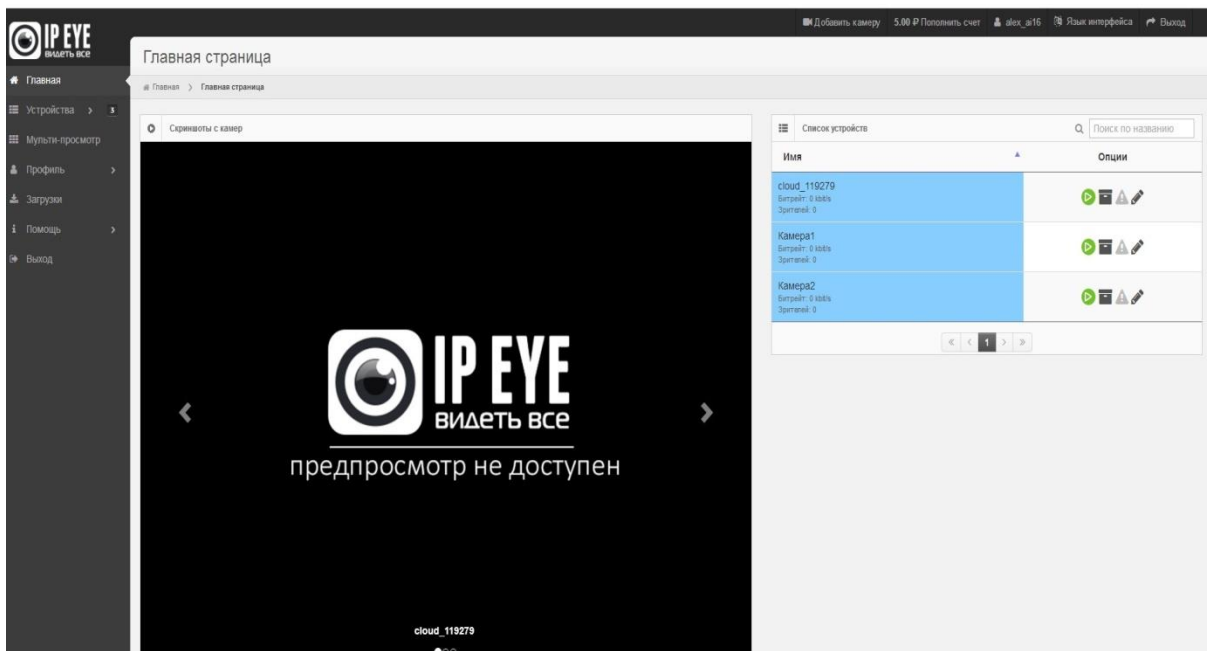 IP EYE
видеть все
Добавить камеру 5.00 ₽ Пополнить счет alex_ai16 Язык интерфейса Выход
Главная страница
Главная > Главная страница
Главная
Устройства > 3
Мульти-просмотр
Профиль >
Загрузки
Помощь >
Выход
Скриншоты с камер
IP EYE
видеть все
предпросмотр не доступен
cloud_119279
Список устройств Поиск по названию
Имя Опции
cloud_119279
Битрейт: 0 kbit/s
Зрителей: 0
Камера1
Битрейт: 0 kbit/s
Зрителей: 0
Камера2
Битрейт: 0 kbit/s
Зрителей: 0
« < 1 > »